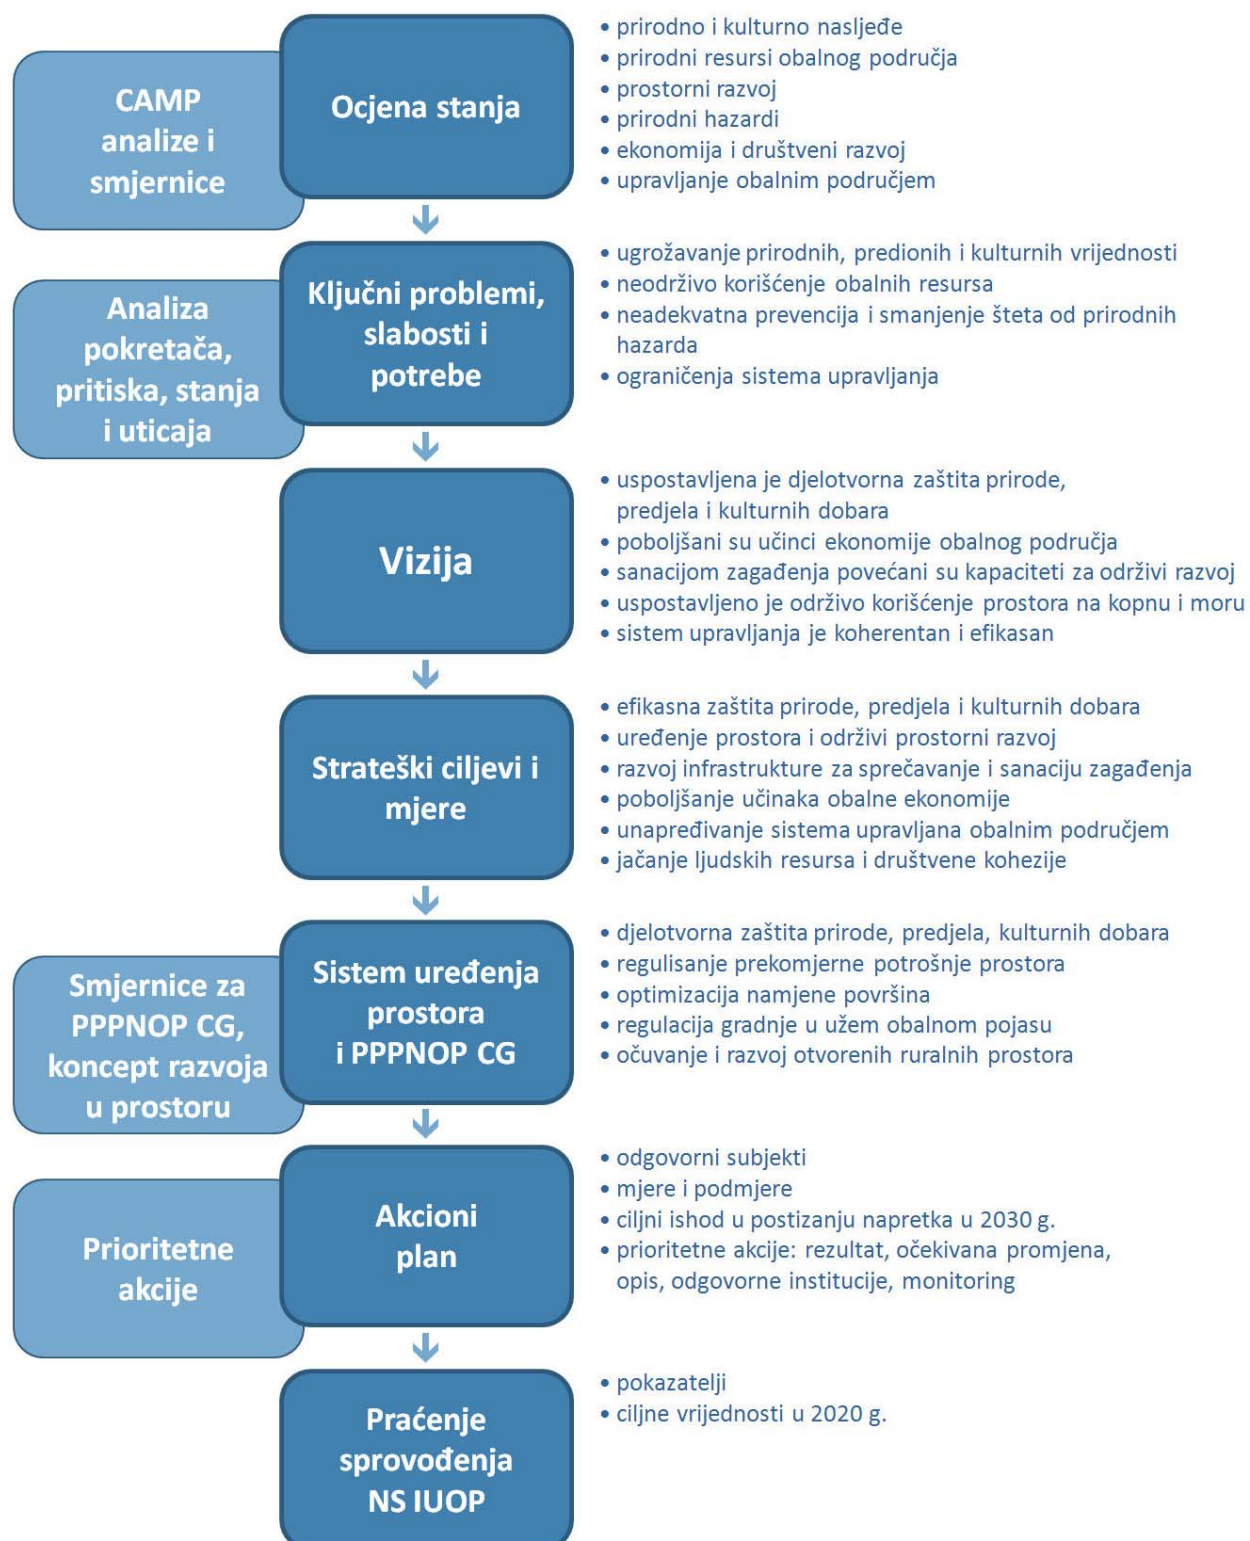 CAMP
analize i
smjernice
Ocjena stanja
• prirodno i kulturno nasljeđe
• prirodni resursi obalnog područja
• prostorni razvoj
• prirodni hazardi
• ekonomija i društveni razvoj
• upravljanje obalnim područjem
Analiza
pokretača,
pritiska, stanja
i uticaja
Ključni problemi,
slabosti i
potrebe
• ugrožavanje prirodnih, predionih i kulturnih vrijednosti
• neodrživo korišćenje obalnih resursa
• neadekvatna prevencija i smanjenje šteta od prirodnih
hazarda
• ograničenja sistema upravljanja
Vizija
• uspostavljena je djelotvorna zaštita prirode,
predjela i kulturnih dobara
• poboljšani su učinci ekonomije obalnog područja
• sanacijom zagađenja povećani su kapaciteti za održivi razvoj
• uspostavljeno je održivo korišćenje prostora na kopnu i moru
• sistem upravljanja je koherentan i efikasan
Strateški ciljevi i
mjere
• efikasna zaštita prirode, predjela i kulturnih dobara
• uređenje prostora i održivi prostorni razvoj
• razvoj infrastrukture za sprečavanje i sanaciju zagađenja
• poboljšanje učinaka obalne ekonomije
• unapređivanje sistema upravljana obalnim područjem
• jačanje ljudskih resursa i društvene kohezije
Smjernice za
PPPNOP CG,
koncept razvoja
u prostoru
Sistem uređenja
prostora
i PPPNOP CG
• djelotvorna zaštita prirode, predjela, kulturnih dobara
• regulisanje prekomjerne potrošnje prostora
• optimizacija namjene površina
• regulacija gradnje u užem obalnom pojasu
• očuvanje i razvoj otvorenih ruralnih prostora
Prioritetne
akcije
Akcioni
plan
• odgovorni subjekti
• mjere i podmjere
• ciljni ishod u postizanju napretka u 2030 g.
• prioritetne akcije: rezultat, očekivana promjena,
opis, odgovorne institucije, monitoring
Praćenje
sprovođenja
NS IUOP
• pokazatelji
• ciljne vrijednosti u 2020 g.